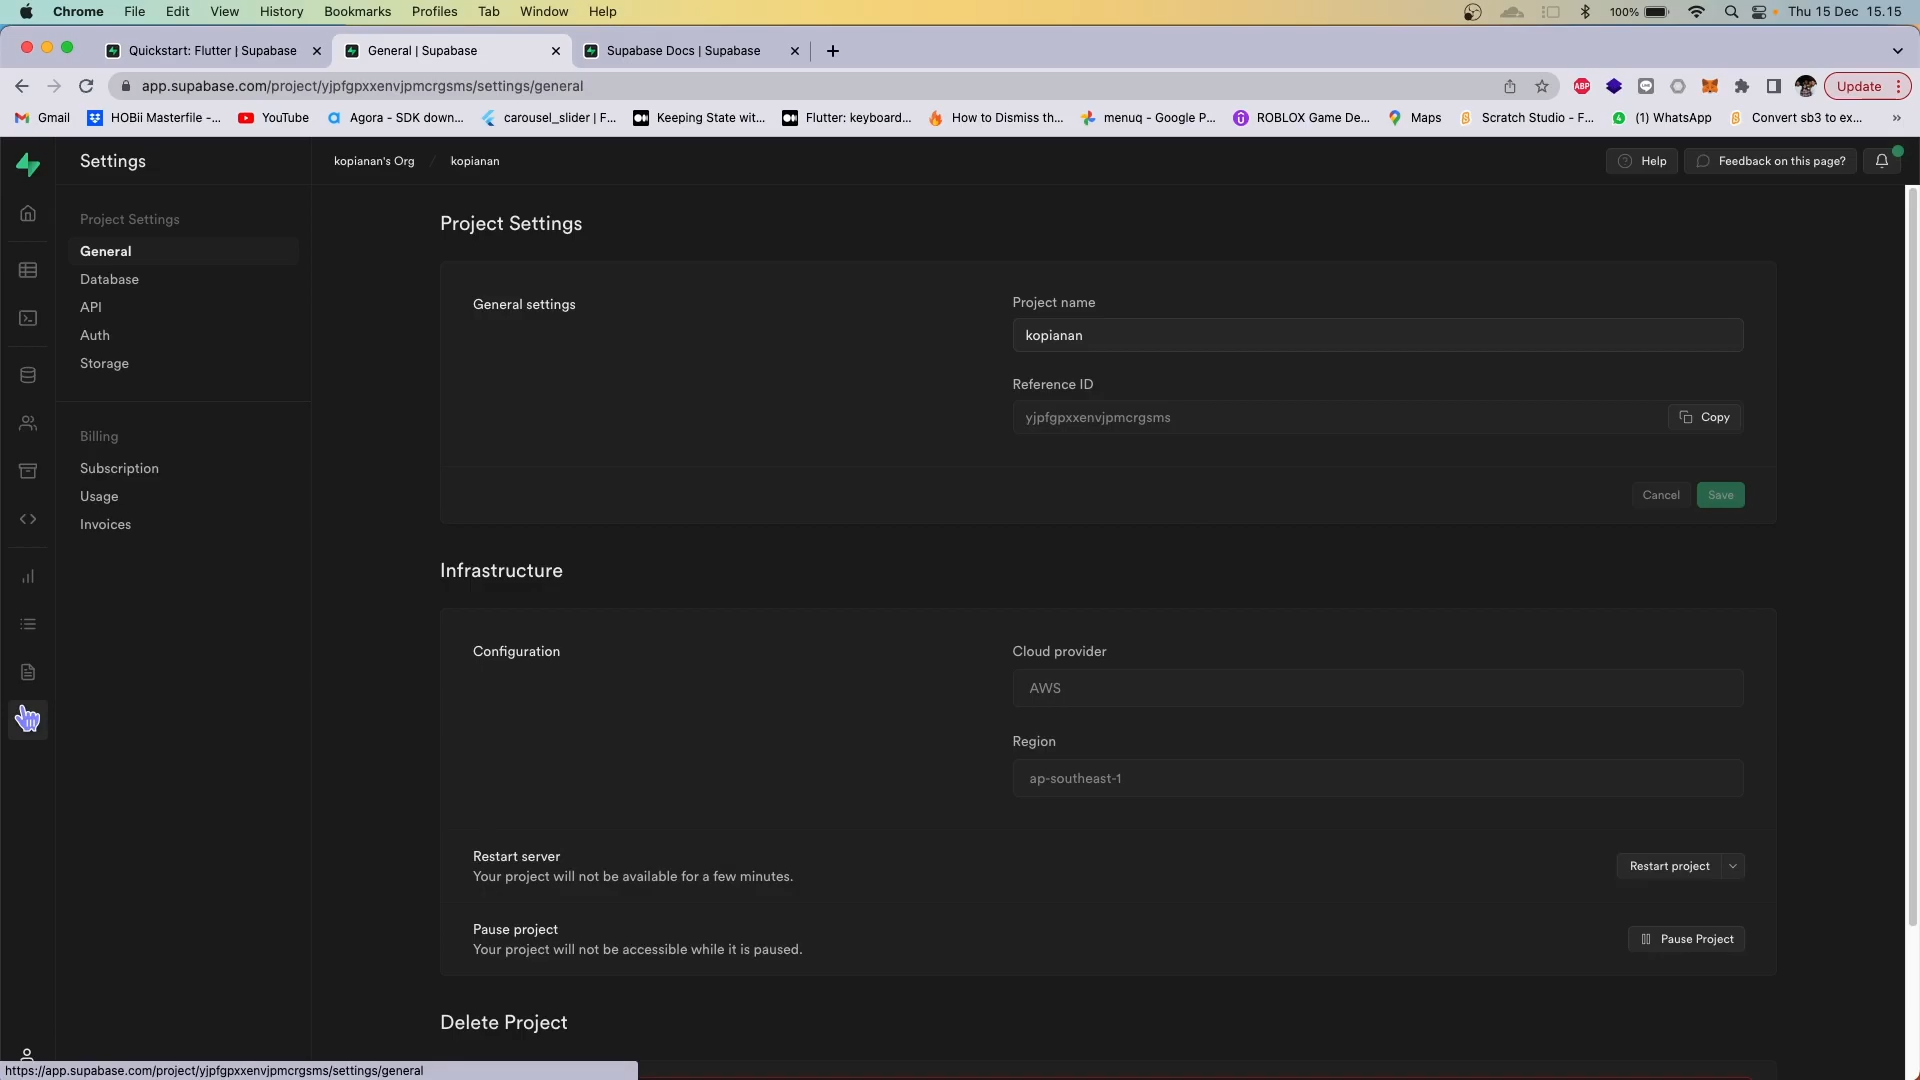 Chrome File Edit View History Bookmarks Profiles Tab Window Help 100% Thu 15 Dec 15.15
Quickstart: Flutter | Supabase General | Supabase Supabase Docs | Supabase
app.supabase.com/project/yjpfgpxxenvjpmcrgsms/settings/general ABP Update
Gmail HOBii Masterfile -... YouTube Agora - SDK down... carousel_slider | F... Keeping State wit... Flutter: keyboard... How to Dismiss th... menuq - Google P... ROBLOX Game De... Maps Scratch Studio - F... (1) WhatsApp Convert sb3 to ex... »
Settings kopianan's Org / kopianan Help Feedback on this page?
Project Settings
General
Database
API
Auth
Storage
Billing
Subscription
Usage
Invoices
Project Settings
General settings
Project name
kopianan
Reference ID
yjpfgpxxenvjpmcrgsms Copy
Cancel Save
Infrastructure
Configuration
Cloud provider
AWS
Region
ap-southeast-1
Restart server
Your project will not be available for a few minutes.
Restart project
Pause project
Your project will not be accessible while it is paused.
Pause Project
Delete Project
https://app.supabase.com/project/yjpfgpxxenvjpmcrgsms/settings/general